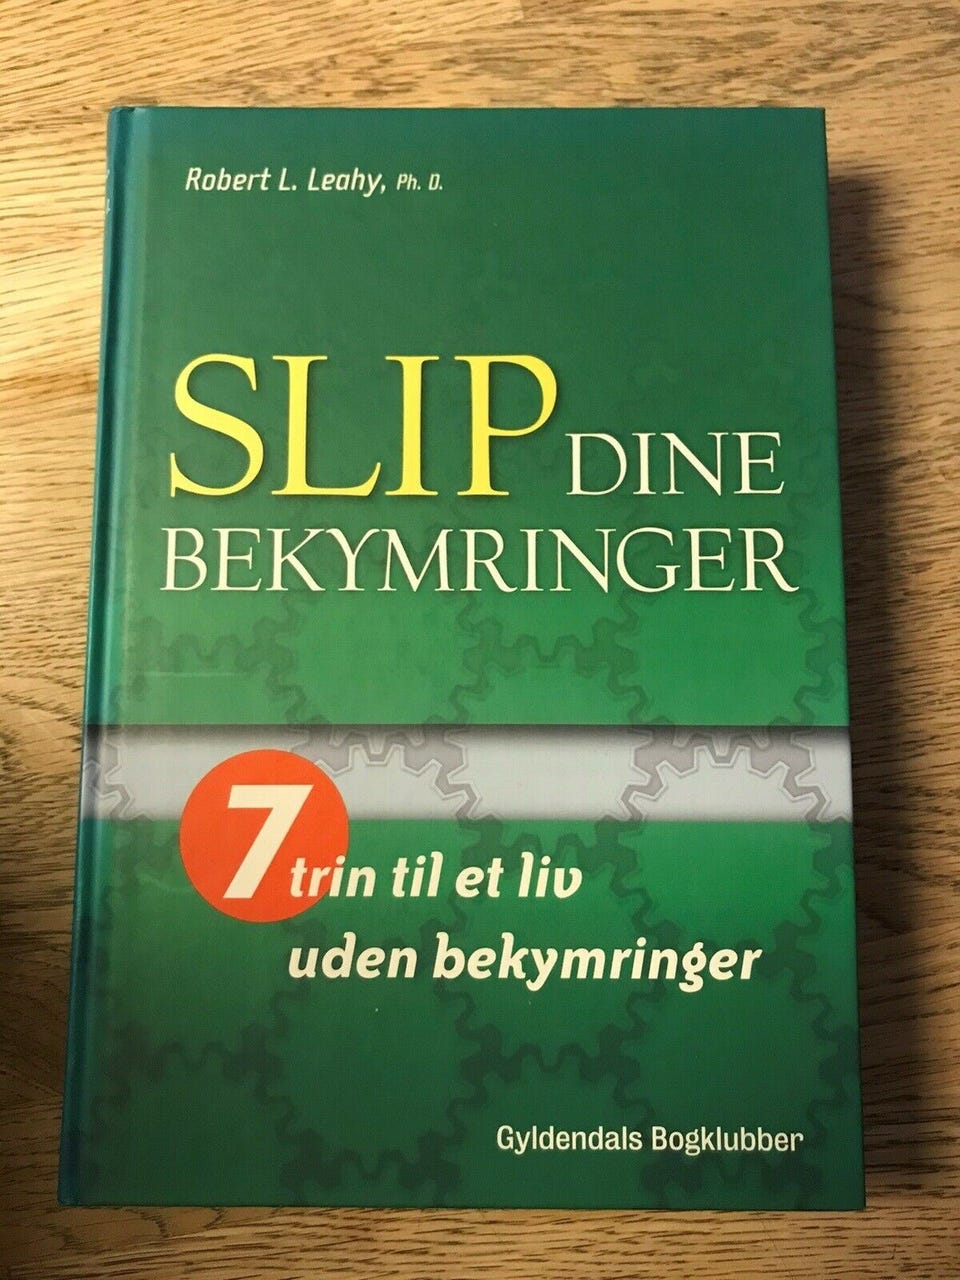 Robert L. Leahy, Ph. D.
SLIP DINE
BEKYMRINGER
7 trin til et liv
uden bekymringer
Gyldendals Bogklubber